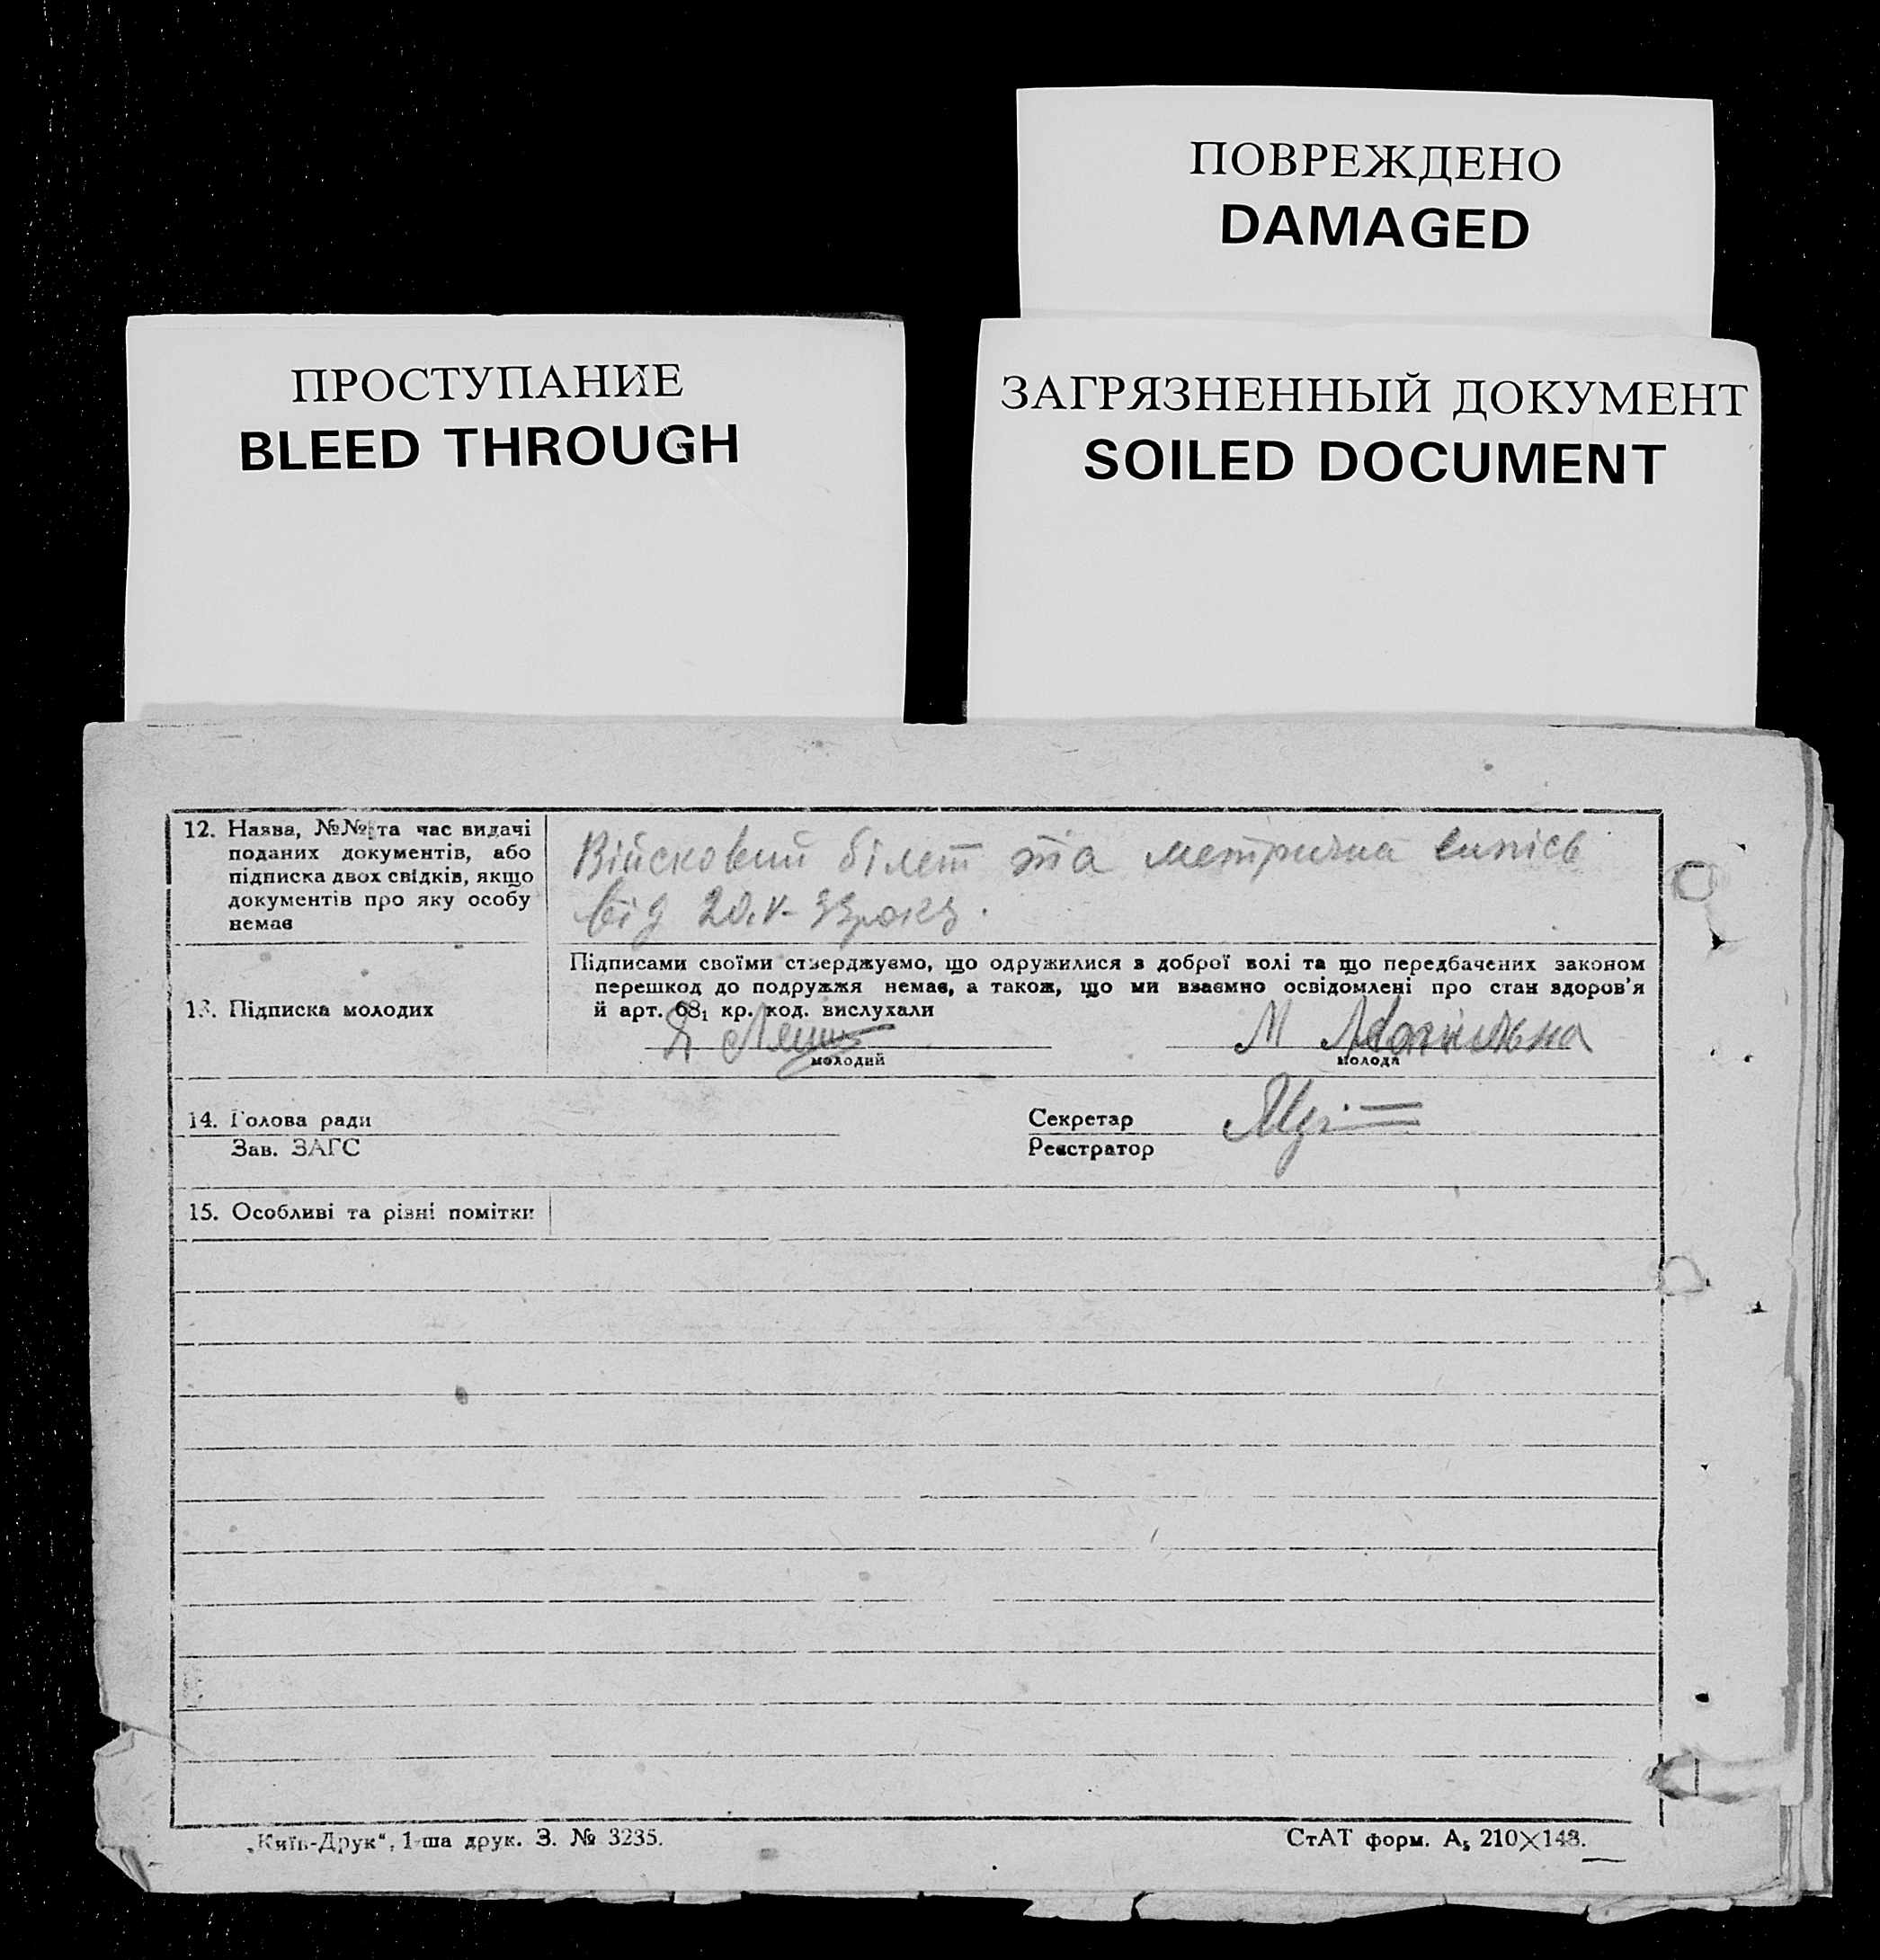 ПОВРЕЖДЕНО
DAMAGED
ПРОСТУПАНИЕ
BLEED THROUGH
ЗАГРЯЗНЕННЫЙ ДОКУМЕНТ
SOILED DOCUMENT
12. Назва, №№ та час видачі
поданих документів, або
підписка двох свідків, якщо
документів про яку особу
немає
Військовий білет та метрична випісь
від 20.V-33 року.
13. Підписка молодих
Підписами своїми стверджуємо, що одружилися з доброї волі та що передбачених законом
перешкод до подружжя немає, а також, що ми взаємно освідомлені про стан здоров'я
й арт. 68₁ кр. код. вислухали
молодий
М
молода
14. Голова ради
Секретар
Зав. ЗАГС
Реєстратор
15. Особливі та різні помітки
„Київ-Друк“, 1-ша друк. З. № 3235.
СтАТ форм. А₅ 210×148.